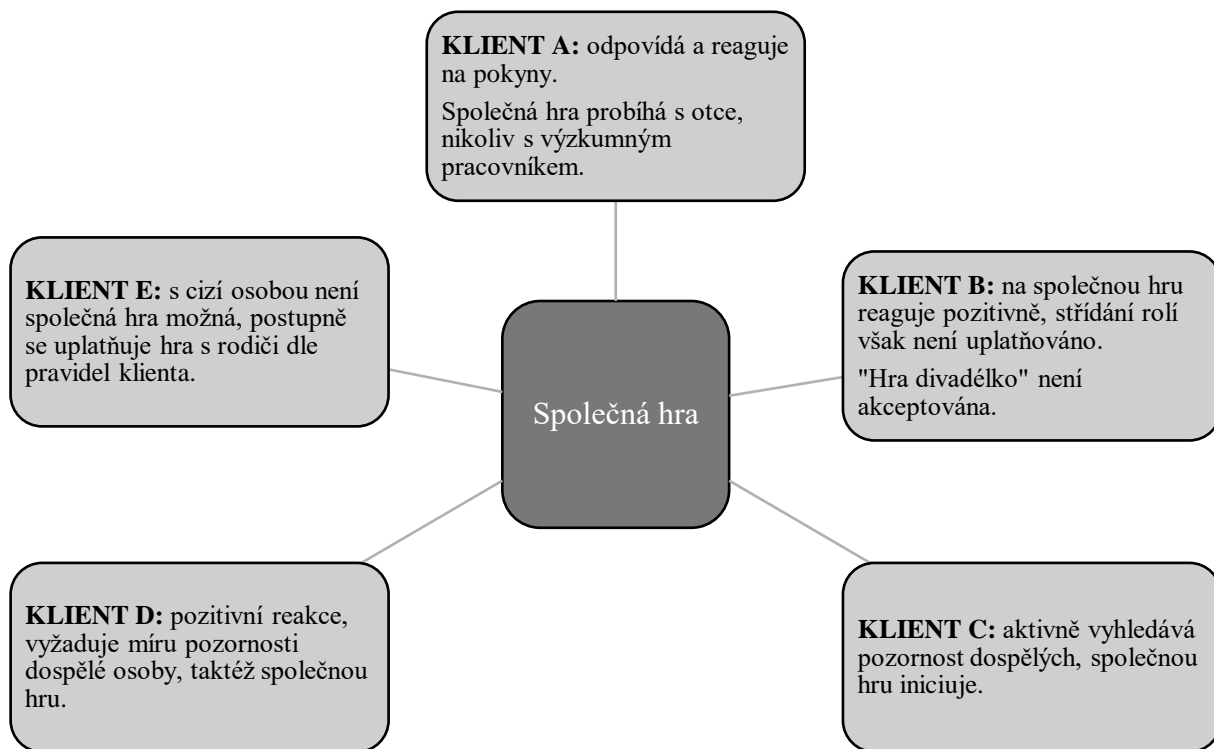 KLIENT A: odpovídá a reaguje
na pokyny.
Společná hra probíhá s otce,
nikoliv s výzkumným
pracovníkem.
KLIENT E: s cizí osobou není
společná hra možná, postupně
se uplatňuje hra s rodiči dle
pravidel klienta.
KLIENT B: na společnou hru
reaguje pozitivně, střídání rolí
však není uplatňováno.
"Hra divadélko" není
akceptována.
Společná hra
KLIENT D: pozitivní reakce,
vyžaduje míru pozornosti
dospělé osoby, taktéž společnou
hru.
KLIENT C: aktivně vyhledává
pozornost dospělých, společnou
hru iniciuje.